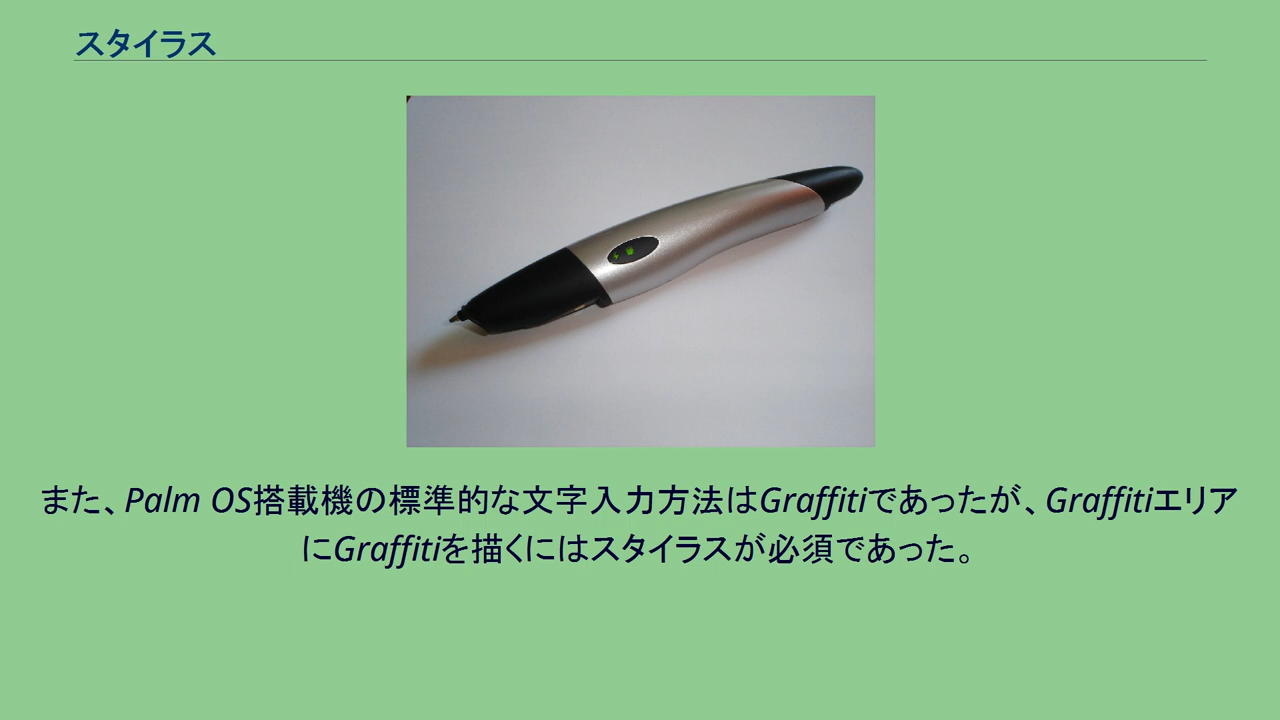 スタイラス
また、Palm OS搭載機の標準的な文字入力方法はGraffitiであったが、Graffitiエリア
にGraffitiを描くにはスタイラスが必須であった。